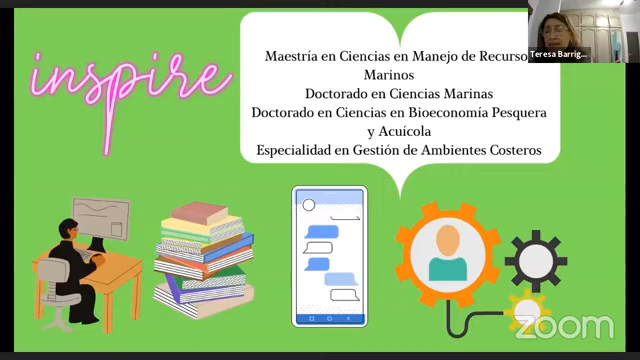 inspire
Maestría en Ciencias en Manejo de Recurso
Marinos
Doctorado en Ciencias Marinas
Doctorado en Ciencias en Bioeconomía Pesquera
y Acuícola
Especialidad en Gestión de Ambientes Costeros
Teresa Barrig...
zoom